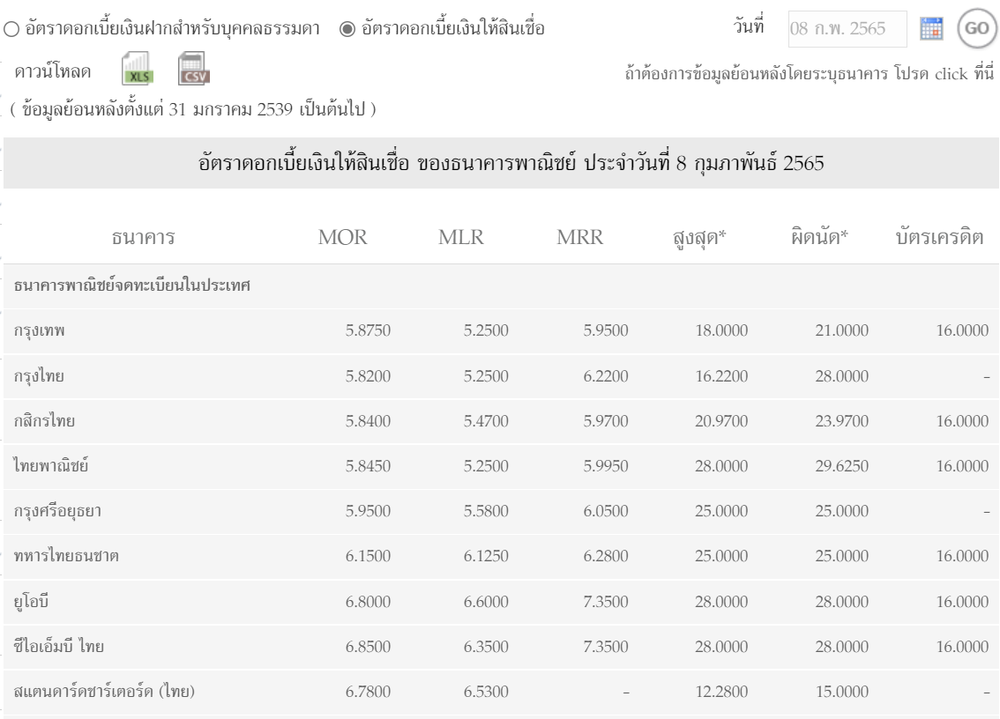 อัตราดอกเบี้ยเงินฝากสำหรับบุคคลธรรมดา อัตราดอกเบี้ยเงินให้สินเชื่อ วันที่ 08 ก.พ. 2565 GO
ดาวน์โหลด XLS CSV ถ้าต้องการข้อมูลย้อนหลังโดยระบุธนาคาร โปรด click ที่นี่
( ข้อมูลย้อนหลังตั้งแต่ 31 มกราคม 2539 เป็นต้นไป )
อัตราดอกเบี้ยเงินให้สินเชื่อ ของธนาคารพาณิชย์ ประจำวันที่ 8 กุมภาพันธ์ 2565
ธนาคาร MOR MLR MRR สูงสุด* ผิดนัด* บัตรเครดิต
ธนาคารพาณิชย์จดทะเบียนในประเทศ
กรุงเทพ 5.8750 5.2500 5.9500 18.0000 21.0000 16.0000
กรุงไทย 5.8200 5.2500 6.2200 16.2200 28.0000 -
กสิกรไทย 5.8400 5.4700 5.9700 20.9700 23.9700 16.0000
ไทยพาณิชย์ 5.8450 5.2500 5.9950 28.0000 29.6250 16.0000
กรุงศรีอยุธยา 5.9500 5.5800 6.0500 25.0000 25.0000 -
ทหารไทยธนชาต 6.1500 6.1250 6.2800 25.0000 25.0000 16.0000
ยูโอบี 6.8000 6.6000 7.3500 28.0000 28.0000 16.0000
ซีไอเอ็มบี ไทย 6.8500 6.3500 7.3500 28.0000 28.0000 16.0000
สแตนดาร์ดชาร์เตอร์ด (ไทย) 6.7800 6.5300 - 12.2800 15.0000 -